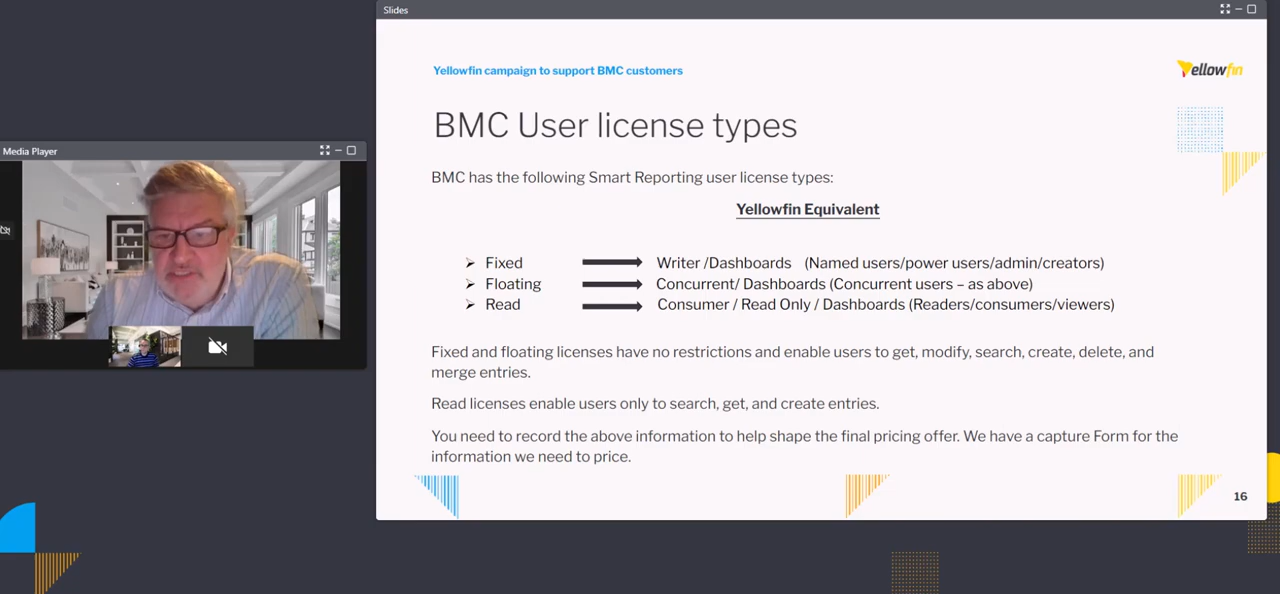 Slides
Yellowfin campaign to support BMC customers
Yellowfin
BMC User license types
Media Player
BMC has the following Smart Reporting user license types:
Yellowfin Equivalent
➢ Fixed Writer /Dashboards (Named users/power users/admin/creators)
➢ Floating Concurrent/ Dashboards (Concurrent users – as above)
➢ Read Consumer / Read Only / Dashboards (Readers/consumers/viewers)
Fixed and floating licenses have no restrictions and enable users to get, modify, search, create, delete, and
merge entries.
Read licenses enable users only to search, get, and create entries.
You need to record the above information to help shape the final pricing offer. We have a capture Form for the
information we need to price.
16